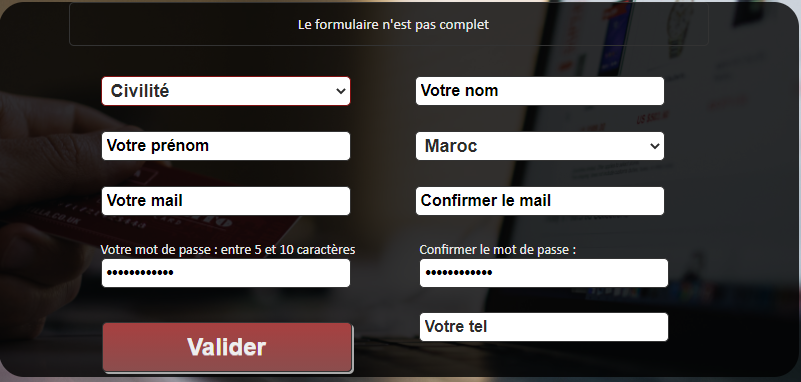 Le formulaire n'est pas complet
Civilité
Votre nom
Votre prénom
Maroc
Votre mail
Confirmer le mail
Votre mot de passe : entre 5 et 10 caractères
Confirmer le mot de passe :
••••••••••••
••••••••••••
Votre tel
Valider